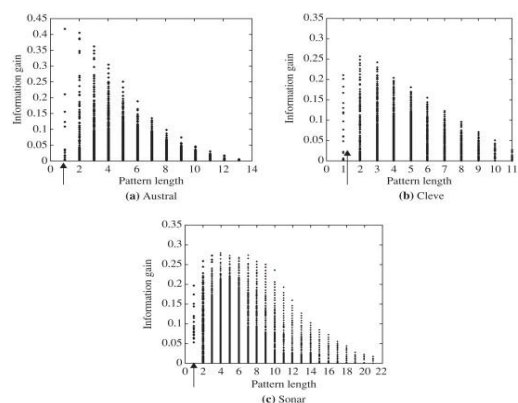 0.45
0.4
0.35
0.3
0.25
0.2
0.15
0.1
0.05
0
Information gain
0 2 4 6 8 10 12 14
Pattern length
(a) Austral
0.35
0.3
0.25
0.2
0.15
0.1
0.05
0
Information gain
0 1 2 3 4 5 6 7 8 9 10 11
Pattern length
(b) Cleve
0.35
0.3
0.25
0.2
0.15
0.1
0.05
0
Information gain
0 2 4 6 8 10 12 14 16 18 20 22
Pattern length
(c) Sonar